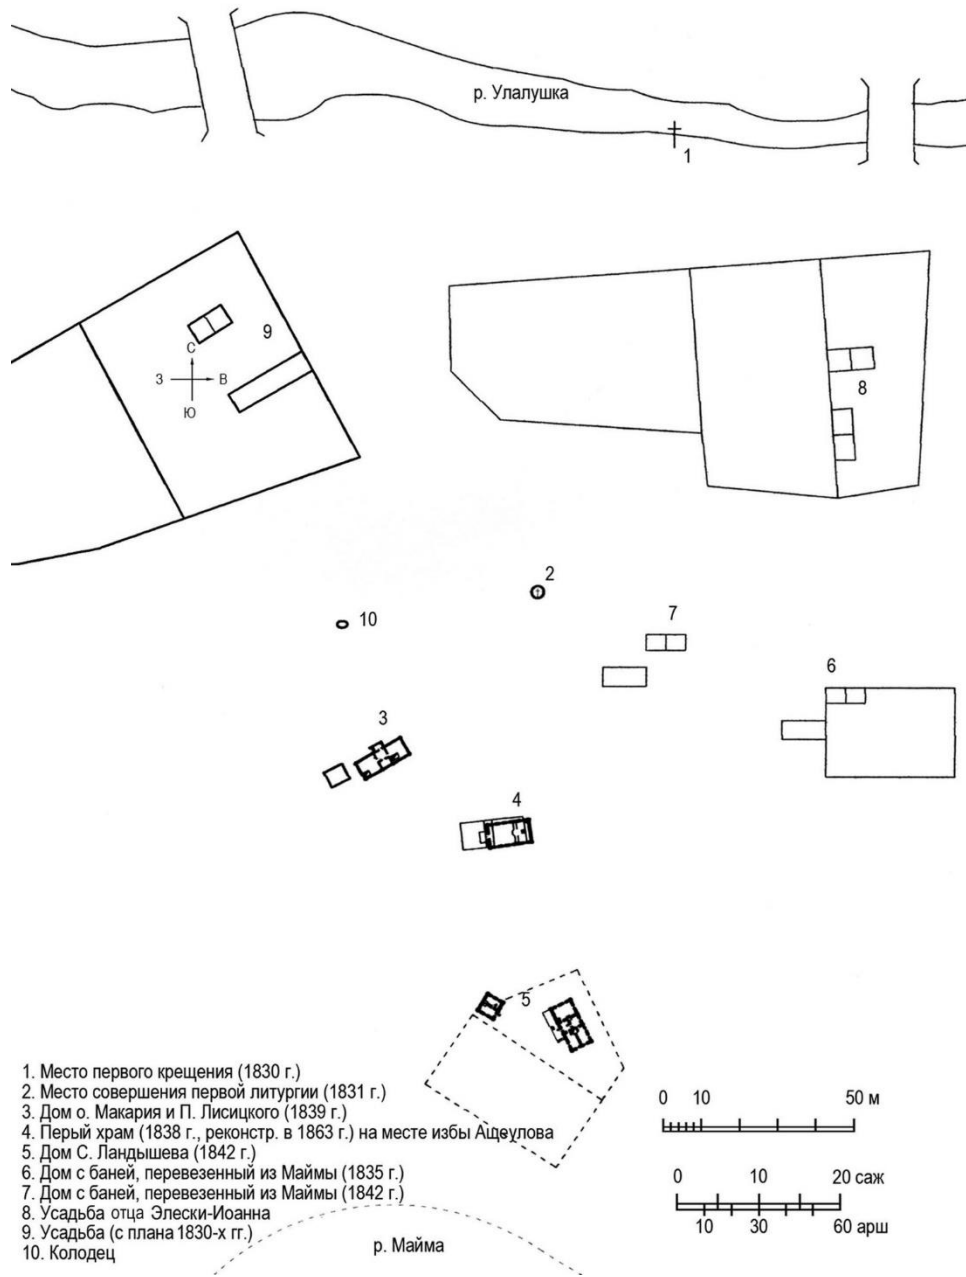 р. Улалушка
1
9
С
З В
Ю
8
2
10
7
6
3
4
5
1. Место первого крещения (1830 г.)
2. Место совершения первой литургии (1831 г.)
3. Дом о. Макария и П. Лисицкого (1839 г.)
4. Перый храм (1838 г., реконстр. в 1863 г.) на месте избы Ащеулова
5. Дом С. Ландышева (1842 г.)
6. Дом с баней, перевезенный из Маймы (1835 г.)
7. Дом с баней, перевезенный из Маймы (1842 г.)
8. Усадьба отца Элески-Иоанна
9. Усадьба (с плана 1830-х гг.)
10. Колодец
р. Майма
0 10 50 м
0 10 20 саж
10 30 60 арш